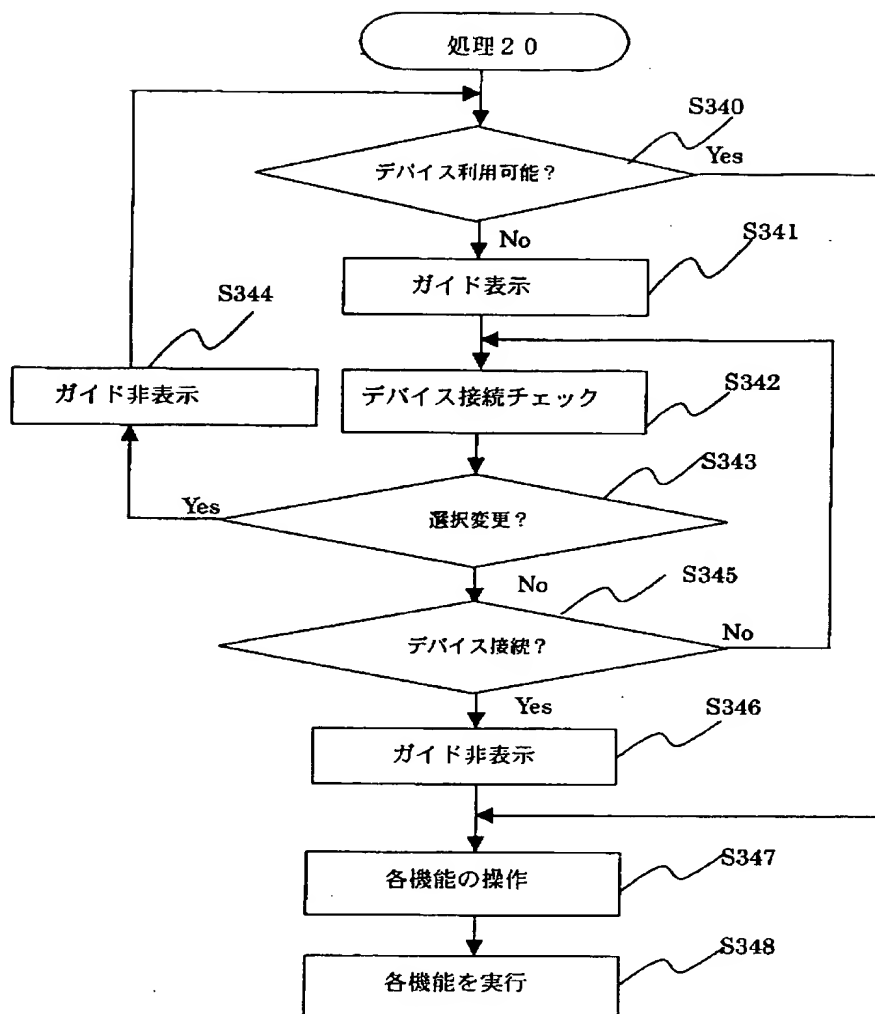 処理20
S340
デバイス利用可能？
Yes
No
S341
ガイド表示
S344
ガイド非表示
S342
デバイス接続チェック
S343
Yes
選択変更？
No
S345
デバイス接続？
No
Yes
S346
ガイド非表示
S347
各機能の操作
S348
各機能を実行